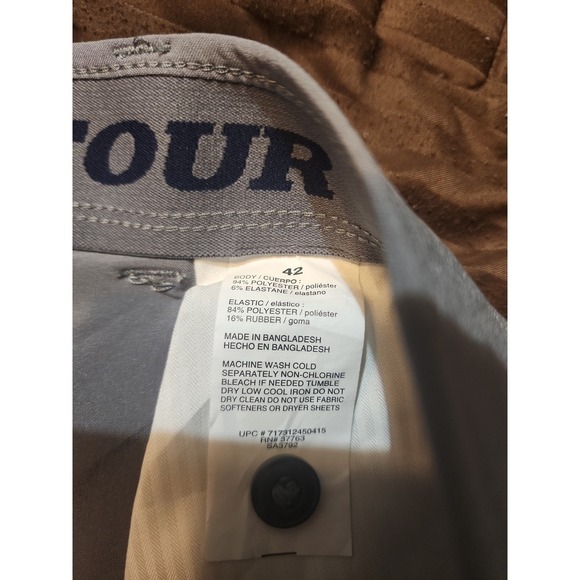 TOUR
42
BODY / CUERPO :
94% POLYESTER / poliéster
6% ELASTANE / elastano
ELASTIC / elástico :
84% POLYESTER / poliéster
16% RUBBER / goma
MADE IN BANGLADESH
HECHO EN BANGLADESH
MACHINE WASH COLD
SEPARATELY NON-CHLORINE
BLEACH IF NEEDED TUMBLE
DRY LOW COOL IRON DO NOT
DRY CLEAN DO NOT USE FABRIC
SOFTENERS OR DRYER SHEETS
UPC # 717312450415
RN# 37763
SA3792